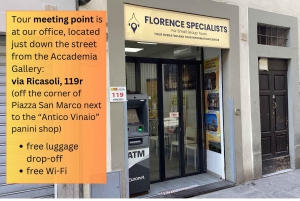 Tour meeting point is
at our office, located
just down the street
from the Accademia
Gallery:
via Ricasoli, 119r
(off the corner of
Piazza San Marco next
to the “Antico Vinaio”
panini shop)
• free luggage
drop-off
• free Wi-Fi
FLORENCE SPECIALISTS
119
ATM